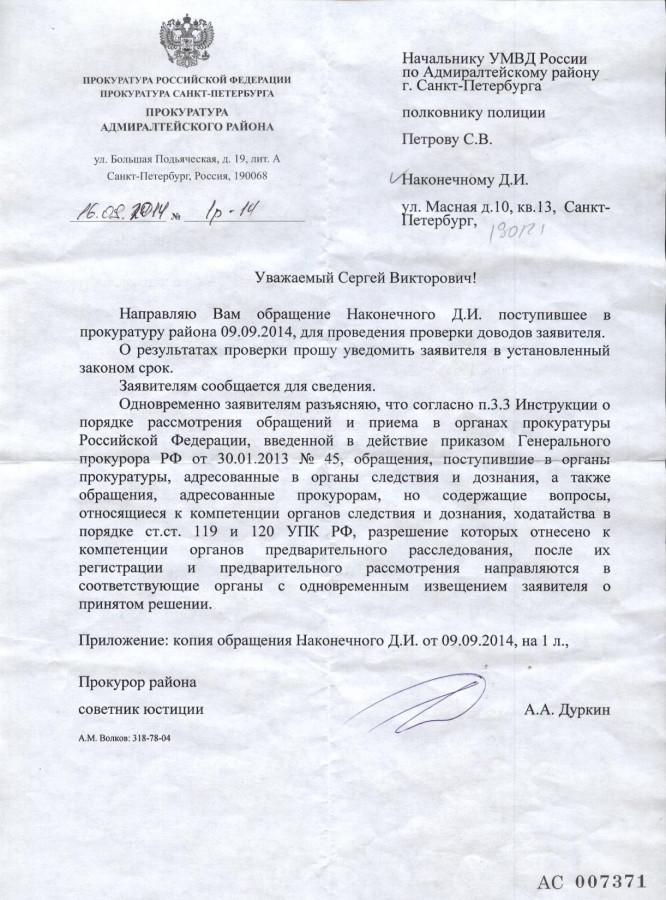 ПРОКУРАТУРА РОССИЙСКОЙ ФЕДЕРАЦИИ
ПРОКУРАТУРА САНКТ-ПЕТЕРБУРГА
ПРОКУРАТУРА
АДМИРАЛТЕЙСКОГО РАЙОНА
ул. Большая Подьяческая, д. 19, лит. А
Санкт-Петербург, Россия, 190068
16.09.2014 № 1р-14
Начальнику УМВД России
по Адмиралтейскому району
г. Санкт-Петербурга
полковнику полиции
Петрову С.В.
Наконечному Д.И.
ул. Масная д.10, кв.13, Санкт-
Петербург,
190121
Уважаемый Сергей Викторович!
Направляю Вам обращение Наконечного Д.И. поступившее в
прокуратуру района 09.09.2014, для проведения проверки доводов заявителя.
О результатах проверки прошу уведомить заявителя в установленный
законом срок.
Заявителям сообщается для сведения.
Одновременно заявителям разъясняю, что согласно п.3.3 Инструкции о
порядке рассмотрения обращений и приема в органах прокуратуры
Российской Федерации, введенной в действие приказом Генерального
прокурора РФ от 30.01.2013 № 45, обращения, поступившие в органы
прокуратуры, адресованные в органы следствия и дознания, а также
обращения, адресованные прокурорам, но содержащие вопросы,
относящиеся к компетенции органов следствия и дознания, ходатайства в
порядке ст.ст. 119 и 120 УПК РФ, разрешение которых отнесено к
компетенции органов предварительного расследования, после их
регистрации и предварительного рассмотрения направляются в
соответствующие органы с одновременным извещением заявителя о
принятом решении.
Приложение: копия обращения Наконечного Д.И. от 09.09.2014, на 1 л.,
Прокурор района
советник юстиции А.А. Дуркин
А.М. Волков: 318-78-04
АС 007371